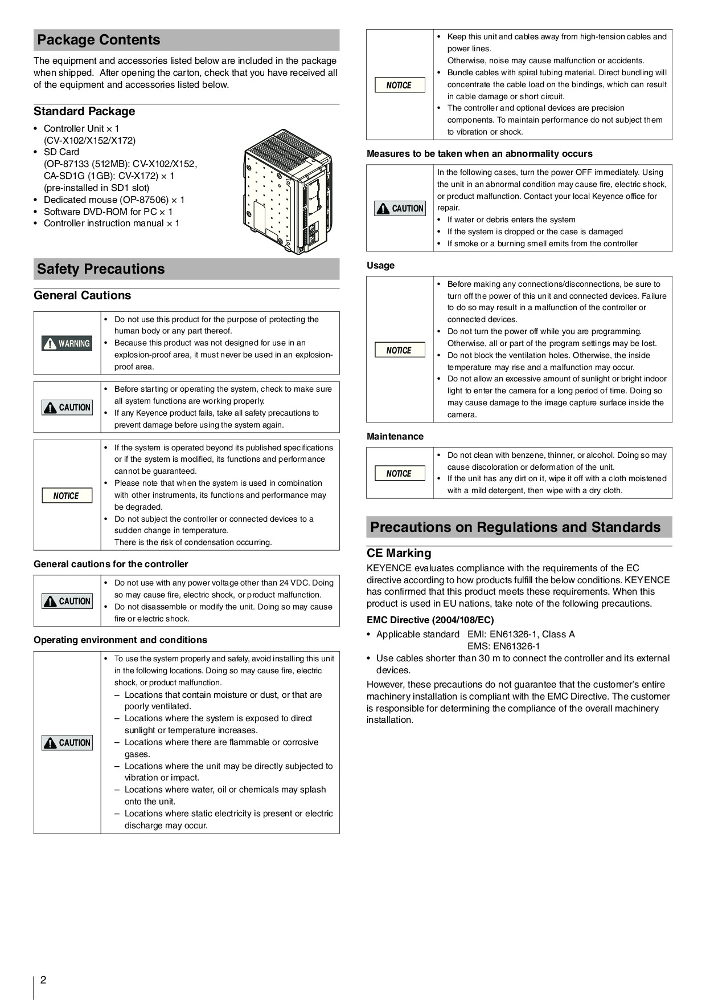 Package Contents
The equipment and accessories listed below are included in the package
when shipped.  After opening the carton, check that you have received all
of the equipment and accessories listed below.
Standard Package
• Controller Unit × 1
(CV-X102/X152/X172)
• SD Card
(OP-87133 (512MB): CV-X102/X152,
CA-SD1G (1GB): CV-X172) × 1
(pre-installed in SD1 slot)
• Dedicated mouse (OP-87506) × 1
• Software DVD-ROM for PC × 1
• Controller instruction manual × 1
Safety Precautions
General Cautions
WARNING
• Do not use this product for the purpose of protecting the
human body or any part thereof.
• Because this product was not designed for use in an
explosion-proof area, it must never be used in an explosion-
proof area.
CAUTION
• Before starting or operating the system, check to make sure
all system functions are working properly.
• If any Keyence product fails, take all safety precautions to
prevent damage before using the system again.
NOTICE
• If the system is operated beyond its published specifications
or if the system is modified, its functions and performance
cannot be guaranteed.
• Please note that when the system is used in combination
with other instruments, its functions and performance may
be degraded.
• Do not subject the controller or connected devices to a
sudden change in temperature.
There is the risk of condensation occurring.
General cautions for the controller
CAUTION
• Do not use with any power voltage other than 24 VDC. Doing
so may cause fire, electric shock, or product malfunction.
• Do not disassemble or modify the unit. Doing so may cause
fire or electric shock.
Operating environment and conditions
CAUTION
• To use the system properly and safely, avoid installing this unit
in the following locations. Doing so may cause fire, electric
shock, or product malfunction.
– Locations that contain moisture or dust, or that are
poorly ventilated.
– Locations where the system is exposed to direct
sunlight or temperature increases.
– Locations where there are flammable or corrosive
gases.
– Locations where the unit may be directly subjected to
vibration or impact.
– Locations where water, oil or chemicals may splash
onto the unit.
– Locations where static electricity is present or electric
discharge may occur.
NOTICE
• Keep this unit and cables away from high-tension cables and
power lines.
Otherwise, noise may cause malfunction or accidents.
• Bundle cables with spiral tubing material. Direct bundling will
concentrate the cable load on the bindings, which can result
in cable damage or short circuit.
• The controller and optional devices are precision
components. To maintain performance do not subject them
to vibration or shock.
Measures to be taken when an abnormality occurs
CAUTION
In the following cases, turn the power OFF immediately. Using
the unit in an abnormal condition may cause fire, electric shock,
or product malfunction. Contact your local Keyence office for
repair.
• If water or debris enters the system
• If the system is dropped or the case is damaged
• If smoke or a burning smell emits from the controller
Usage
NOTICE
• Before making any connections/disconnections, be sure to
turn off the power of this unit and connected devices. Failure
to do so may result in a malfunction of the controller or
connected devices.
• Do not turn the power off while you are programming.
Otherwise, all or part of the program settings may be lost.
• Do not block the ventilation holes. Otherwise, the inside
temperature may rise and a malfunction may occur.
• Do not allow an excessive amount of sunlight or bright indoor
light to enter the camera for a long period of time. Doing so
may cause damage to the image capture surface inside the
camera.
Maintenance
NOTICE
• Do not clean with benzene, thinner, or alcohol. Doing so may
cause discoloration or deformation of the unit.
• If the unit has any dirt on it, wipe it off with a cloth moistened
with a mild detergent, then wipe with a dry cloth.
Precautions on Regulations and Standards
CE Marking
KEYENCE evaluates compliance with the requirements of the EC
directive according to how products fulfill the below conditions. KEYENCE
has confirmed that this product meets these requirements. When this
product is used in EU nations, take note of the following precautions.
EMC Directive (2004/108/EC)
• Applicable standard EMI: EN61326-1, Class A
EMS: EN61326-1
• Use cables shorter than 30 m to connect the controller and its external
devices.
However, these precautions do not guarantee that the customer’s entire
machinery installation is compliant with the EMC Directive. The customer
is responsible for determining the compliance of the overall machinery
installation.
2